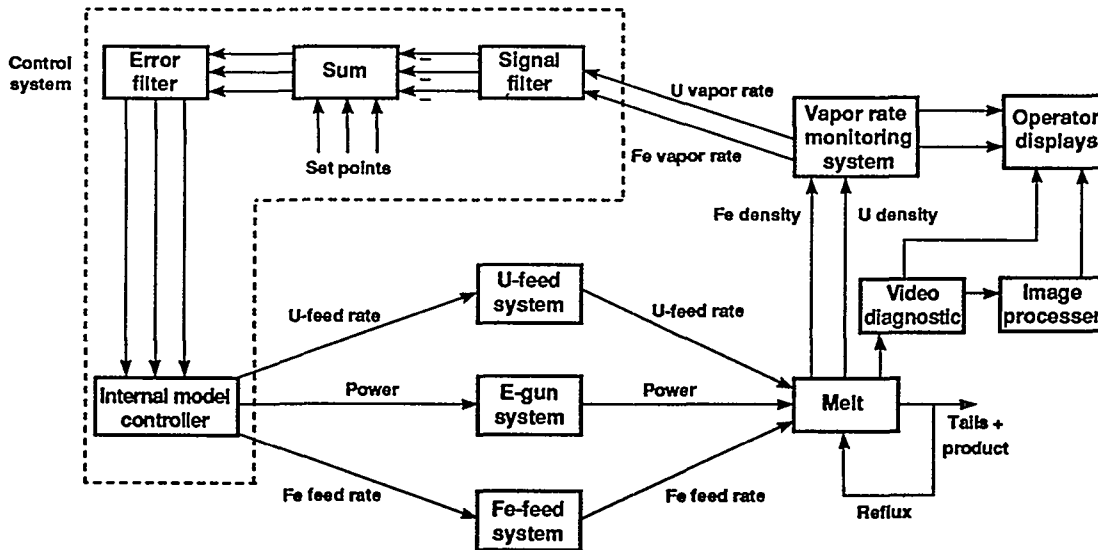 Control
system
Error
filter
Sum
Signal
filter
–
–
–
Set points
U vapor rate
Fe vapor rate
Vapor rate
monitoring
system
Operator
displays
Fe density
U density
Video
diagnostic
Image
processer
U-feed rate
U-feed
system
U-feed rate
Internal model
controller
Power
E-gun
system
Power
Melt
Tails +
product
Fe feed rate
Fe-feed
system
Fe feed rate
Reflux